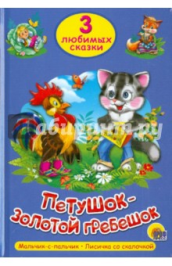 3
любимых
сказки
Петушок-
золотой гребешок
Мальчик-с-пальчик • Лисичка со скалочкой